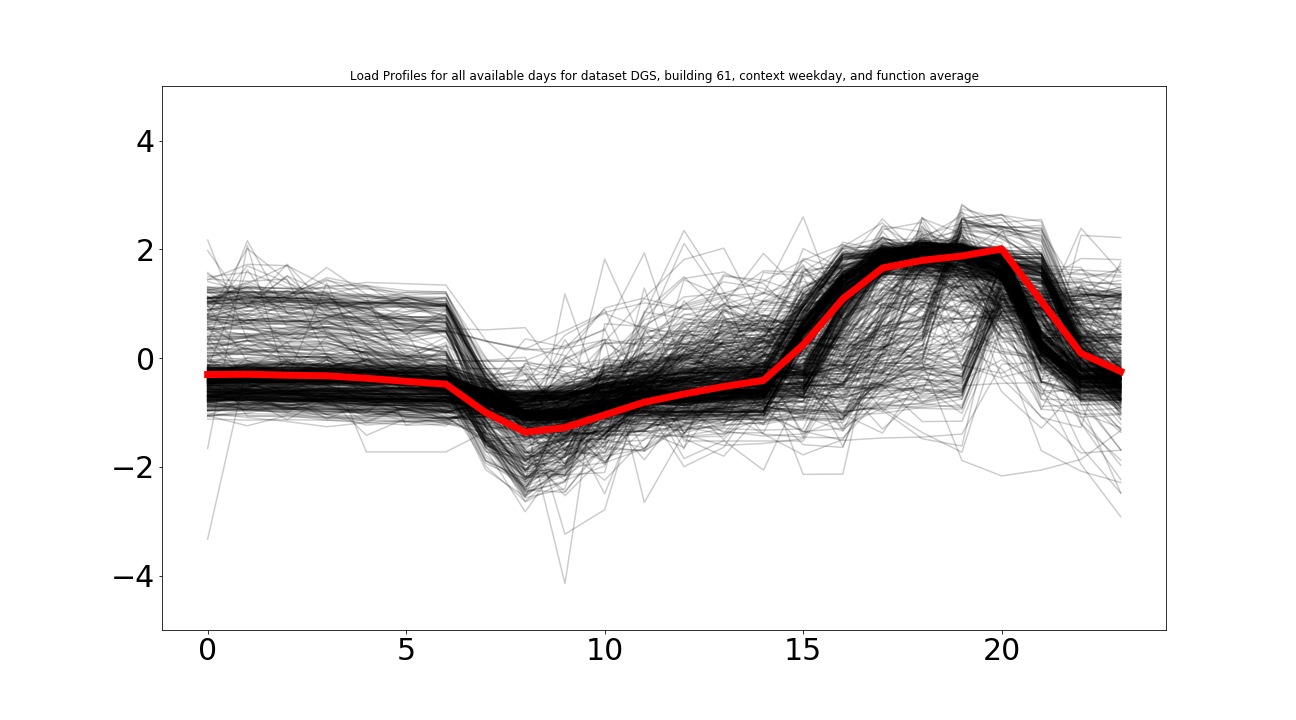 Load Profiles for all available days for dataset DGS, building 61, context weekday, and function average
4
2
0
−2
−4
0 5 10 15 20